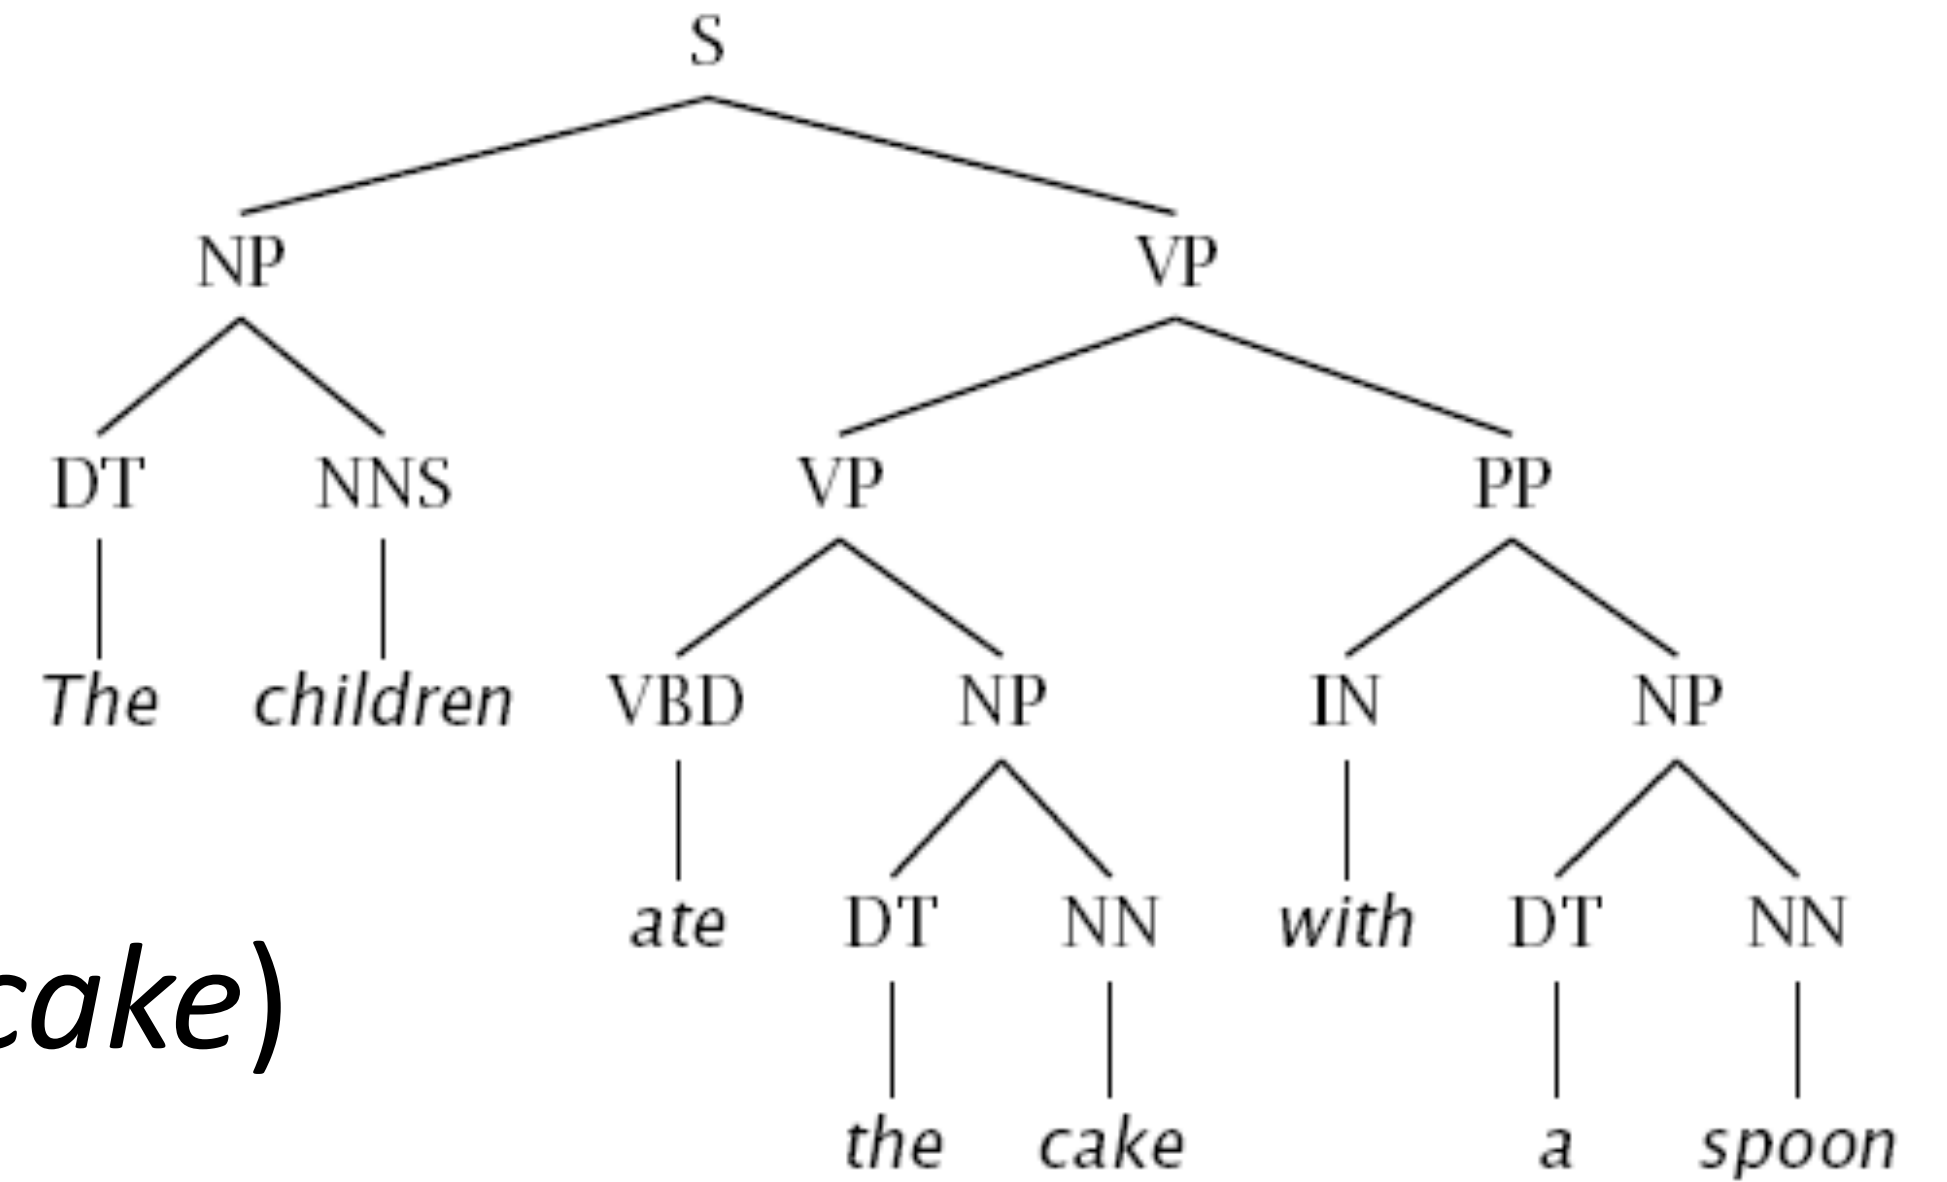 S
NP VP
DT NNS VP PP
The children VBD NP IN NP
ate DT NN with DT NN
cake)
the cake a spoon